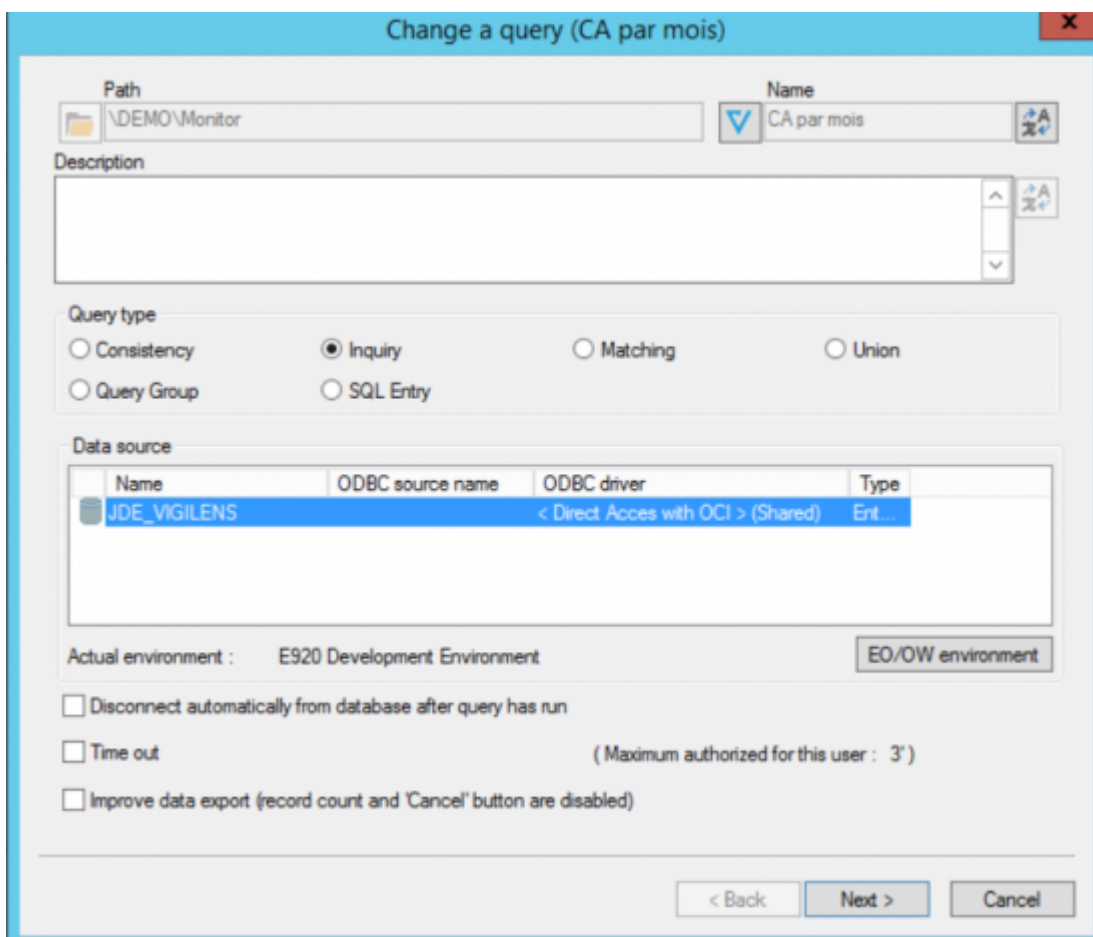 Change a query (CA par mois)
x
Path Name
\DEMO\Monitor CA par mois
Description
Query type
Consistency Inquiry Matching Union
Query Group SQL Entry
Data source
Name ODBC source name ODBC driver Type
JDE_VIGILENS < Direct Acces with OCI > (Shared) Ent...
Actual environment : E920 Development Environment EO/OW environment
Disconnect automatically from database after query has run
Time out ( Maximum authorized for this user : 3' )
Improve data export (record count and 'Cancel' button are disabled)
< Back Next > Cancel